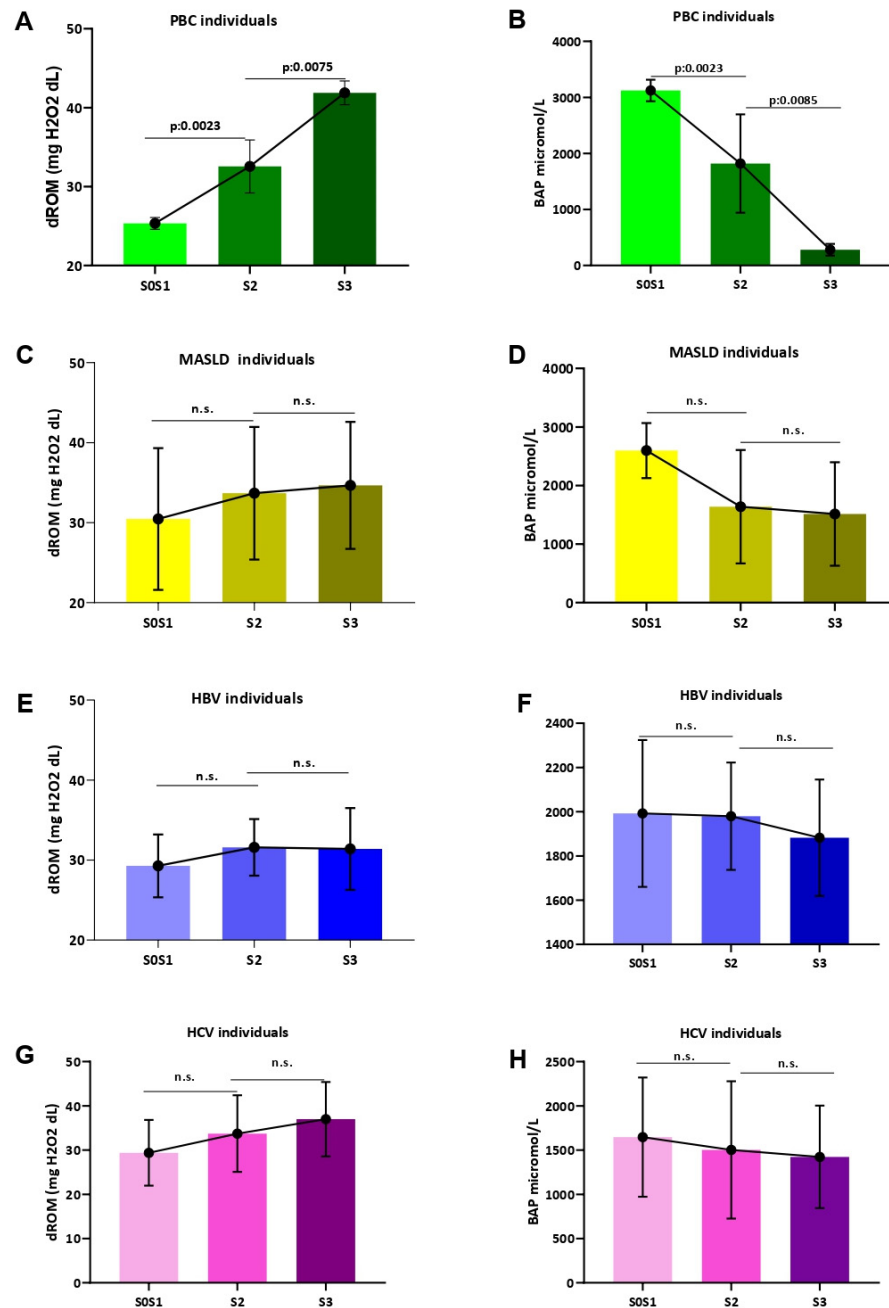 A
PBC individuals
dROM (mg H2O2 dL)
50
40
30
20
p:0.0023
p:0.0075
S0S1
S2
S3
B
PBC individuals
BAP micromol/L
4000
3000
2000
1000
0
p:0.0023
p:0.0085
S0S1
S2
S3
C
MASLD individuals
dROM (mg H2O2 dL)
50
40
30
20
n.s.
n.s.
S0S1
S2
S3
D
MASLD individuals
BAP micromol/L
4000
3000
2000
1000
0
n.s.
n.s.
S0S1
S2
S3
E
HBV individuals
dROM (mg H2O2 dL)
50
40
30
20
n.s.
n.s.
S0S1
S2
S3
F
HBV individuals
BAP micromol/L
2400
2200
2000
1800
1600
1400
n.s.
n.s.
S0S1
S2
S3
G
HCV individuals
dROM (mg H2O2 dL)
50
40
30
20
10
0
n.s.
n.s.
S0S1
S2
S3
H
HCV individuals
BAP micromol/L
2500
2000
1500
1000
500
0
n.s.
n.s.
S0S1
S2
S3